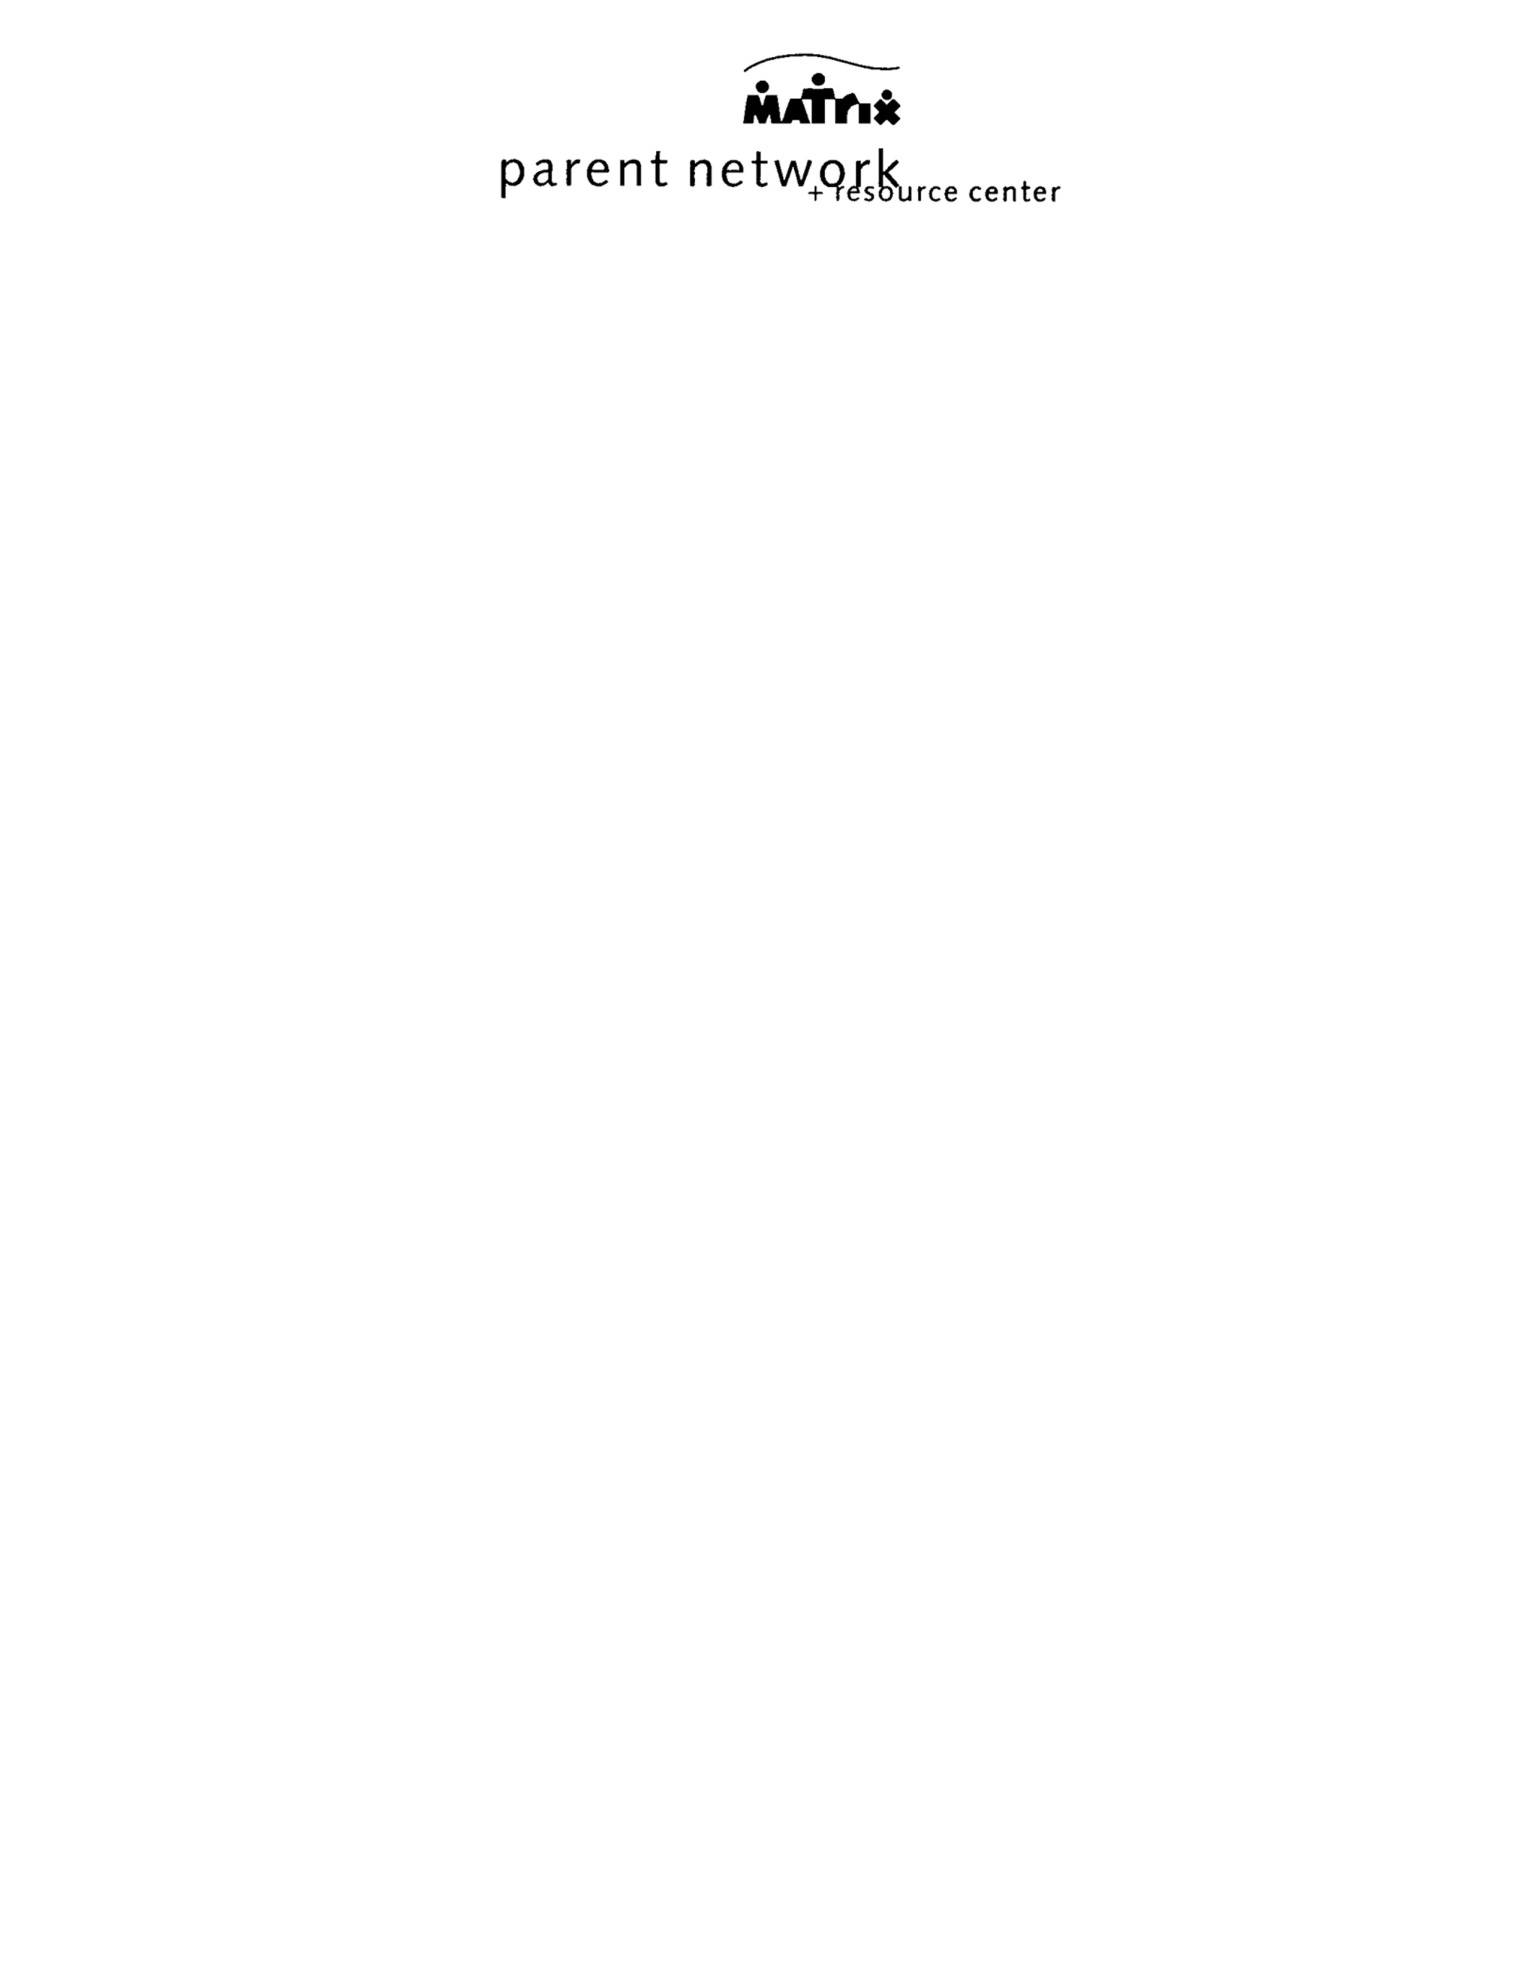 MATrix
parent network
+ resource center